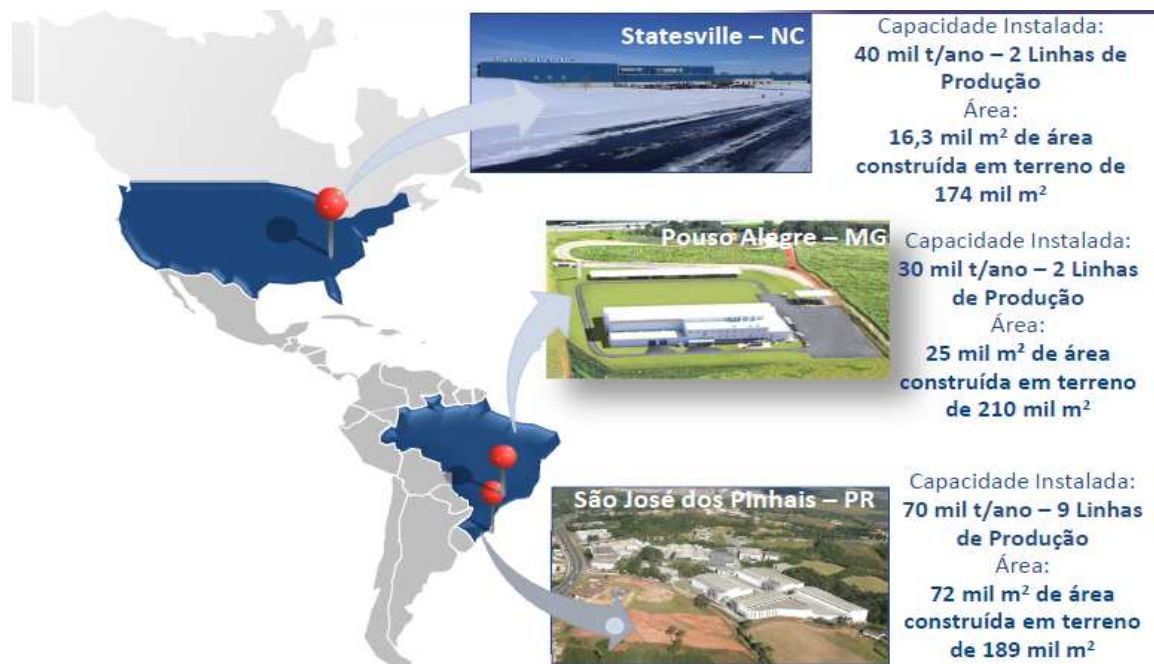 Statesville – NC
Capacidade Instalada:
40 mil t/ano – 2 Linhas de
Produção
Área:
16,3 mil m² de área
construída em terreno de
174 mil m²
Pouso Alegre – MG
Capacidade Instalada:
30 mil t/ano – 2 Linhas
de Produção
Área:
25 mil m² de área
construída em terreno
de 210 mil m²
São José dos Pinhais – PR
Capacidade Instalada:
70 mil t/ano – 9 Linhas
de Produção
Área:
72 mil m² de área
construída em terreno
de 189 mil m²